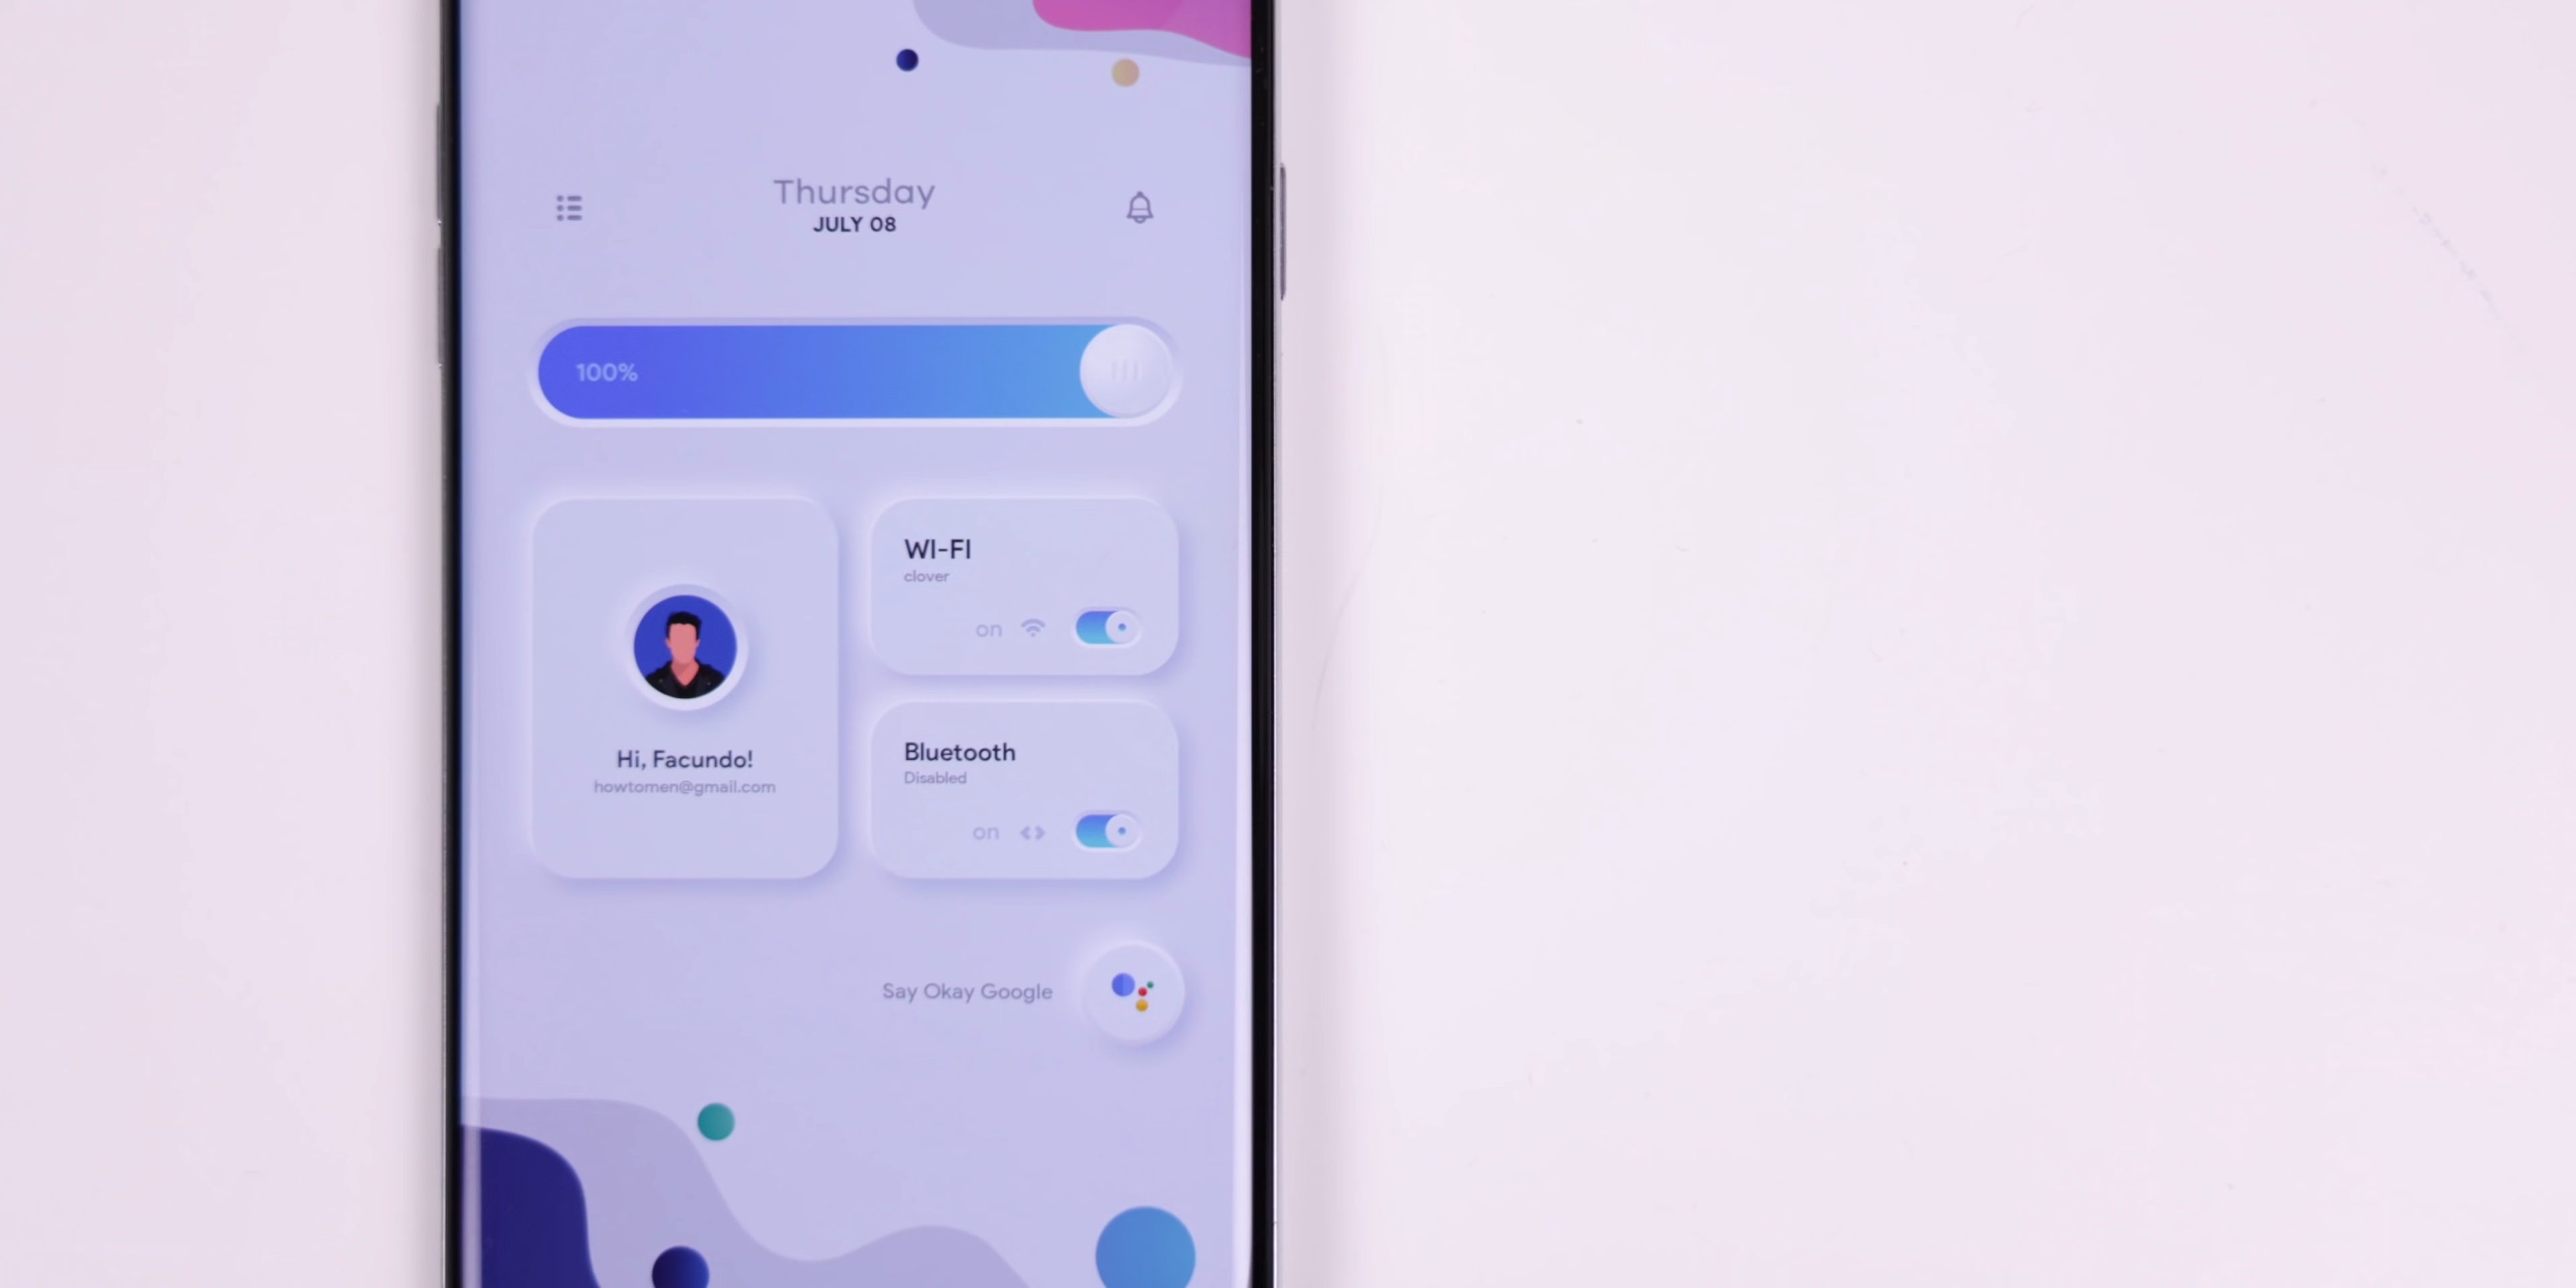 Thursday
JULY 08
100%
WI-FI
clover
on
Hi, Facundo!
howtomen@gmail.com
Bluetooth
Disabled
on
Say Okay Google